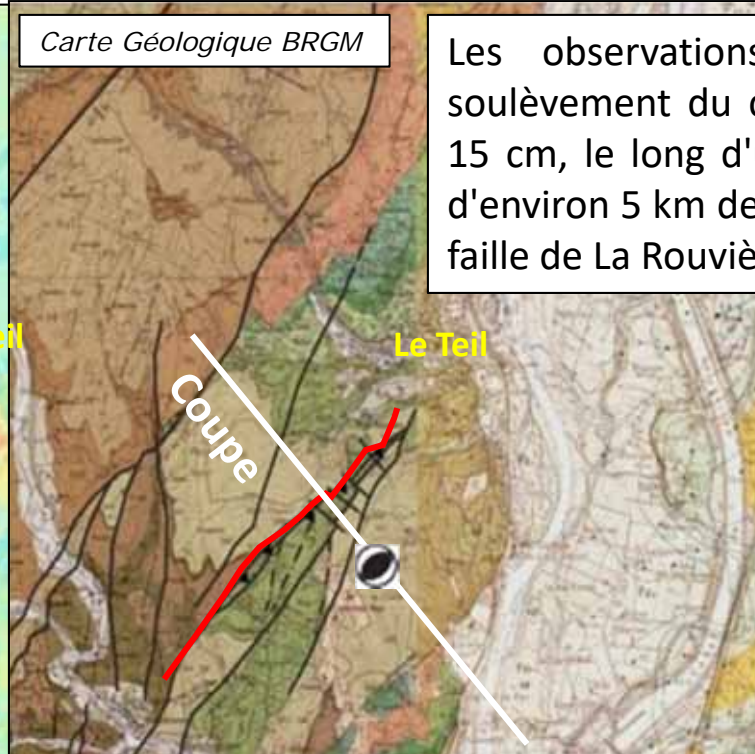 Carte Géologique BRGM
Les observations
soulèvement du
15 cm, le long d'
d'environ 5 km de
faille de La Rouviè
eil
Le Teil
Coupe